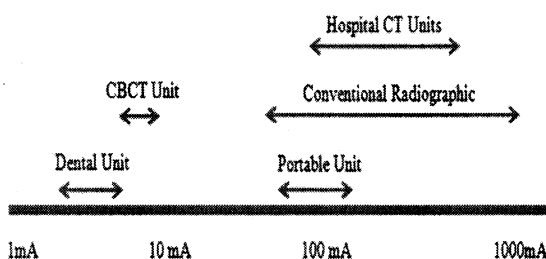 Hospital CT Units
CBCT Unit
Conventional Radiographic
Dental Unit
Portable Unit
1mA
10 mA
100 mA
1000mA